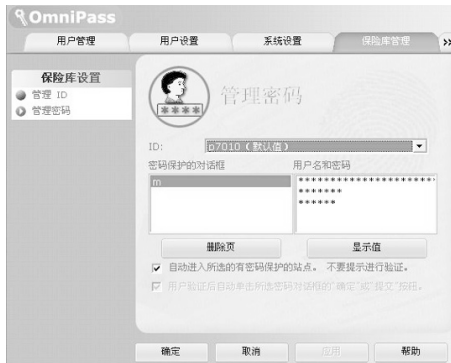 OmniPass
用户管理
用户设置
系统设置
保险库管理
保险库设置
管理 ID
管理密码
****
管理密码
ID:
p7010（默认值）
密码保护的对话框
用户名和密码
m
**********************
*******
******
删除页
显示值
自动进入所选的有密码保护的站点。 不要提示进行验证。
用户验证后自动单击所选密码对话框的“确定”或“提交”按钮。
确定
取消
应用
帮助